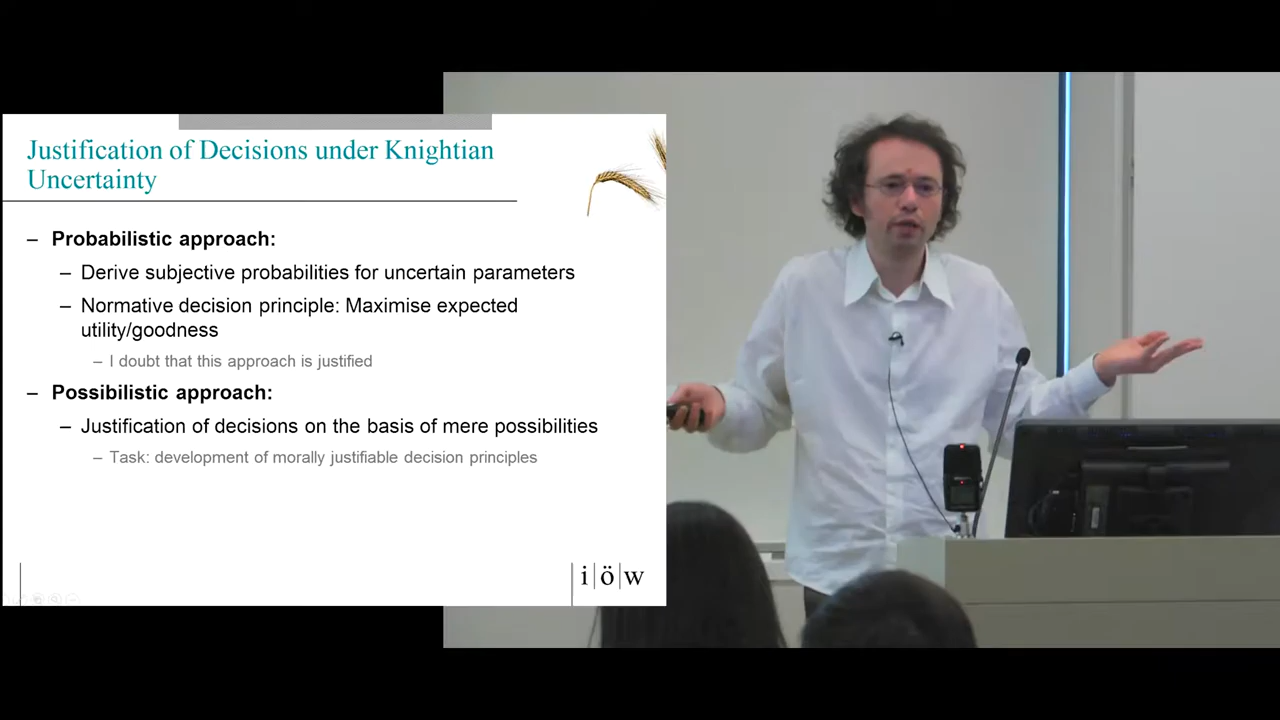 Justification of Decisions under Knightian
Uncertainty
– Probabilistic approach:
– Derive subjective probabilities for uncertain parameters
– Normative decision principle: Maximise expected
utility/goodness
– I doubt that this approach is justified
– Possibilistic approach:
– Justification of decisions on the basis of mere possibilities
– Task: development of morally justifiable decision principles
i|ö|w